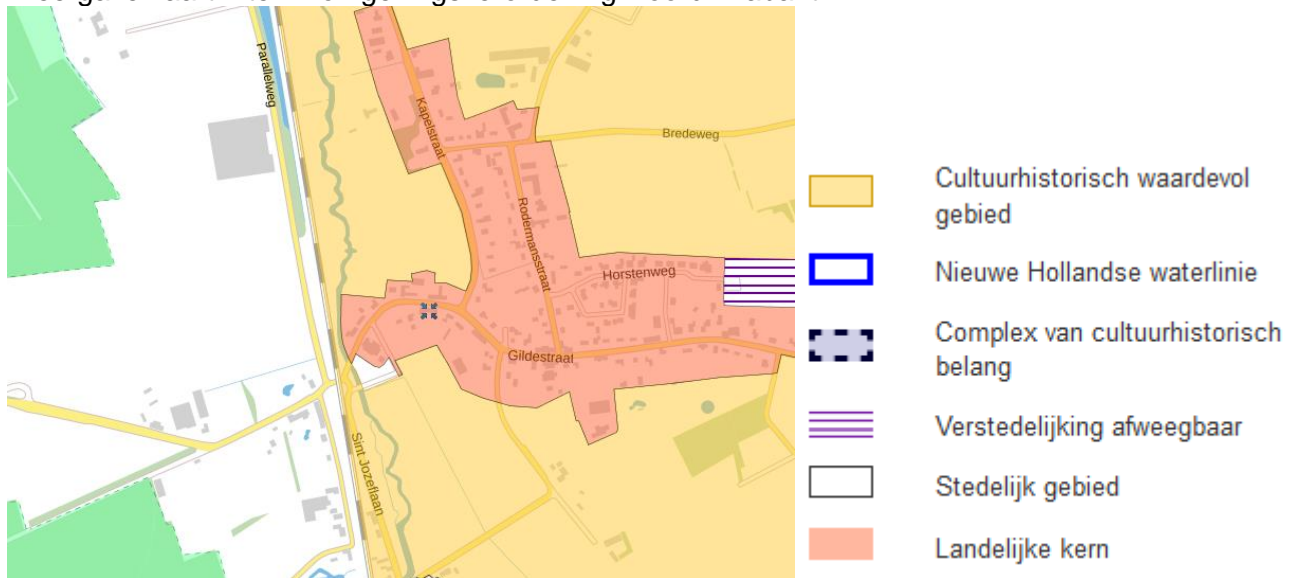 Parallelweg
Kapelstraat
Bredeweg
Rodermansstraat
Horstenweg
Gildestraat
Sint Jozeflaan
Cultuurhistorisch waardevol
gebied
Nieuwe Hollandse waterlinie
Complex van cultuurhistorisch
belang
Verstedelijking afweegbaar
Stedelijk gebied
Landelijke kern